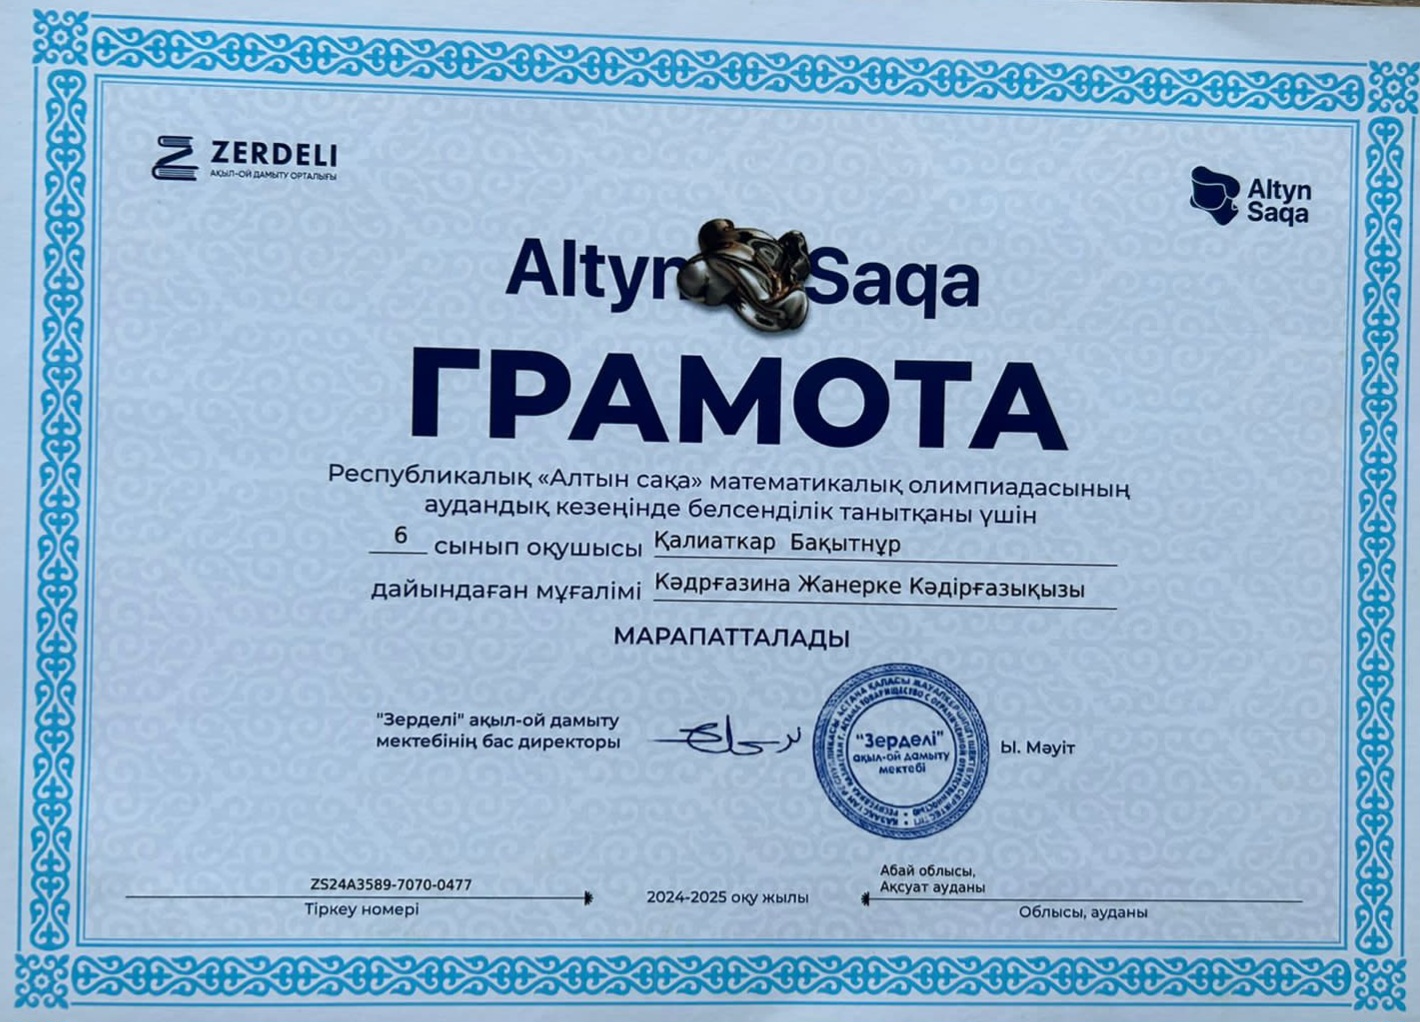 ZERDELI
АҚЫЛ-ОЙ ДАМЫТУ ОРТАЛЫҒЫ
Altyn
Saqa
Altyn Saqa
ГРАМОТА
Республикалық «Алтын сақа» математикалық олимпиадасының
аудандық кезеңінде белсенділік танытқаны үшін
6 сынып оқушысы Қалиаткар Бақытнұр
дайындаған мұғалімі Кәдрғазина Жанерке Кәдірғазықызы
МАРАПАТТАЛАДЫ
"Зерделі" ақыл-ой дамыту
мектебінің бас директоры
"Зерделі"
ақыл-ой дамыту
мектебі
Ы. Мәуіт
ZS24A3589-7070-0477
Тіркеу номері
2024-2025 оқу жылы
Абай облысы,
Ақсуат ауданы
Облысы, ауданы